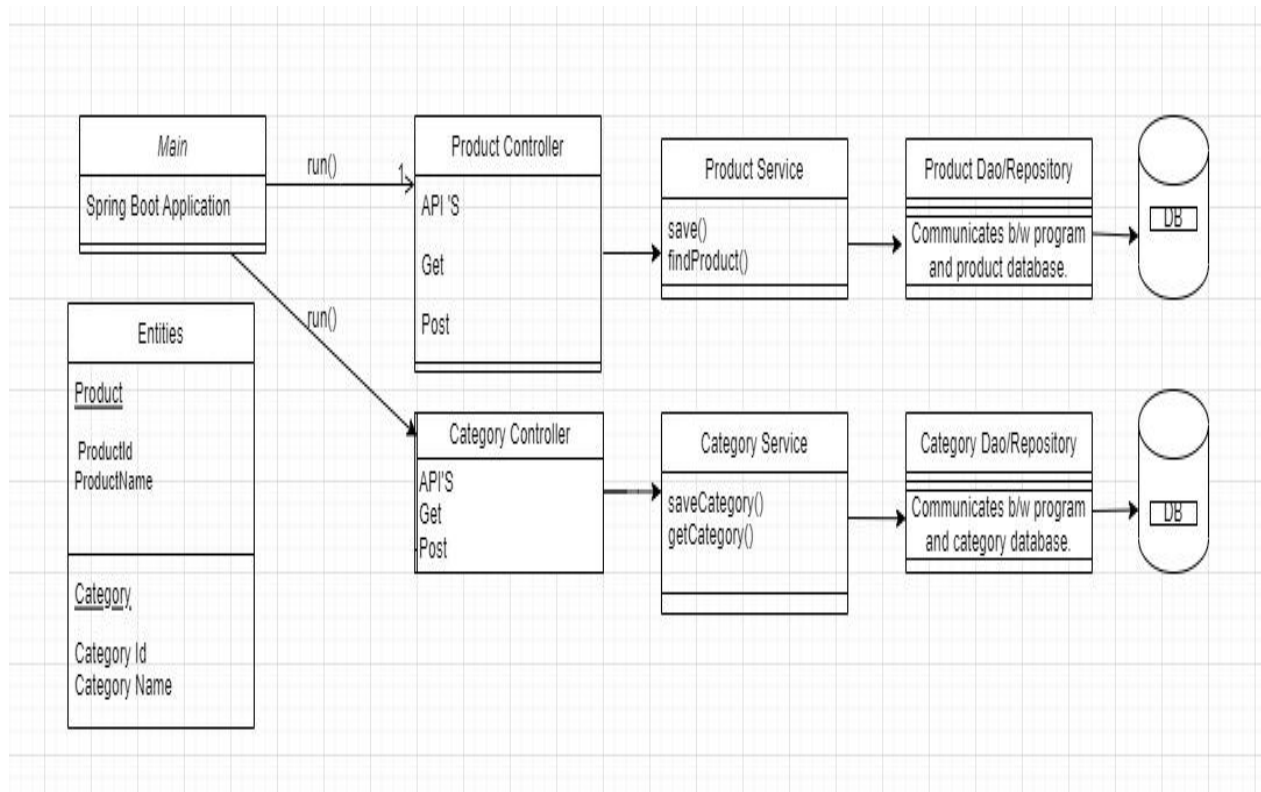 Main
Spring Boot Application
run()
1
run()
Product Controller
API 'S
Get
Post
Product Service
save()
findProduct()
Product Dao/Repository
Communicates b/w program
and product database.
DB
Entities
Product
ProductId
ProductName
Category
Category Id
Category Name
Category Controller
API'S
Get
Post
Category Service
saveCategory()
getCategory()
Category Dao/Repository
Communicates b/w program
and category database.
DB